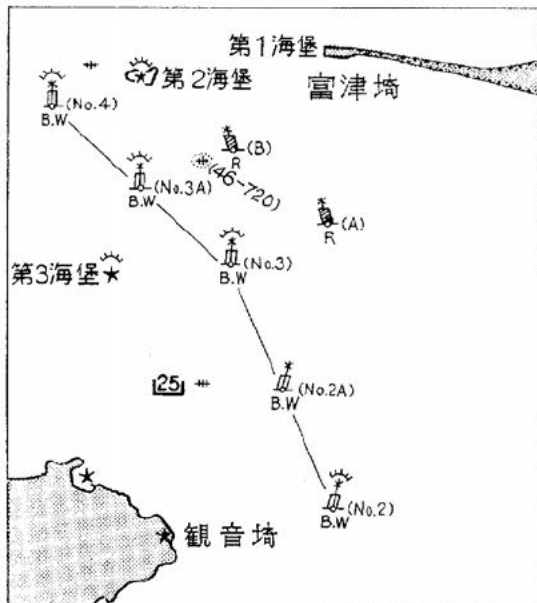 第1海堡
第2海堡
富津埼
(No.4)
B.W
(B)
R
(46-720)
(No.3A)
B.W
(A)
R
第3海堡
(No.3)
B.W
25
(No.2A)
B.W
(No.2)
B.W
観音埼